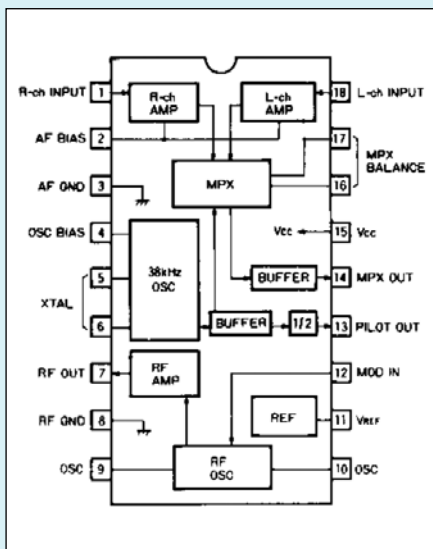 R-ch INPUT 1 R-ch AMP L-ch AMP 18 L-ch INPUT
AF BIAS 2 17
MPX BALANCE
AF GND 3 MPX 16
OSC BIAS 4 Vcc 15 Vcc
XTAL
5 38kHz OSC BUFFER 14 MPX OUT
6 BUFFER 1/2 13 PILOT OUT
RF OUT 7 RF AMP 12 MOD IN
RF GND 8 REF 11 VREF
OSC 9 RF OSC 10 OSC